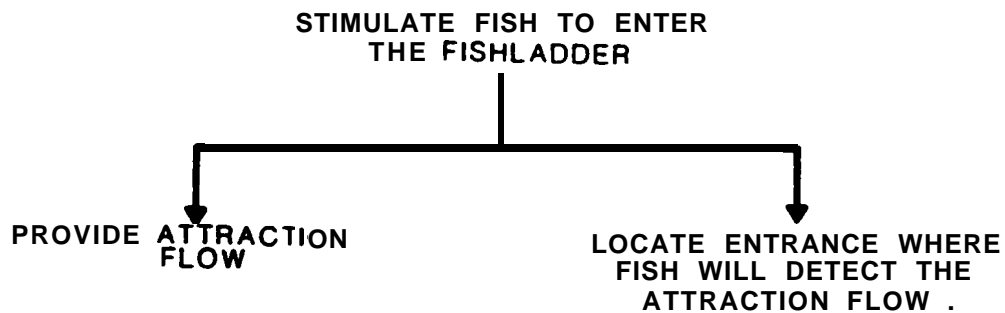 STIMULATE FISH TO ENTER
THE FISHLADDER
PROVIDE ATTRACTION
FLOW
LOCATE ENTRANCE WHERE
FISH WILL DETECT THE
ATTRACTION FLOW .